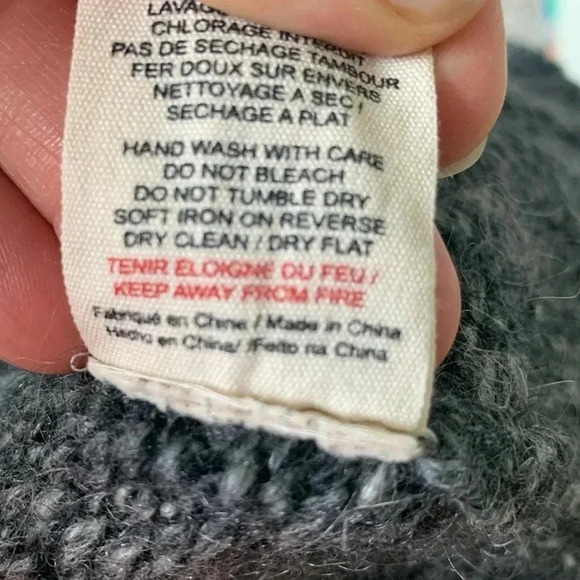 CHLORAGE INTERDIT
PAS DE SECHAGE TAMBOUR
FER DOUX SUR ENVERS
NETTOYAGE A SEC /
SECHAGE A PLAT
HAND WASH WITH CARE
DO NOT BLEACH
DO NOT TUMBLE DRY
SOFT IRON ON REVERSE
DRY CLEAN / DRY FLAT
TENIR ELOIGNE DU FEU /
KEEP AWAY FROM FIRE
Fabriqué en Chine / Made in China
Hecho en China/ /Feito na China